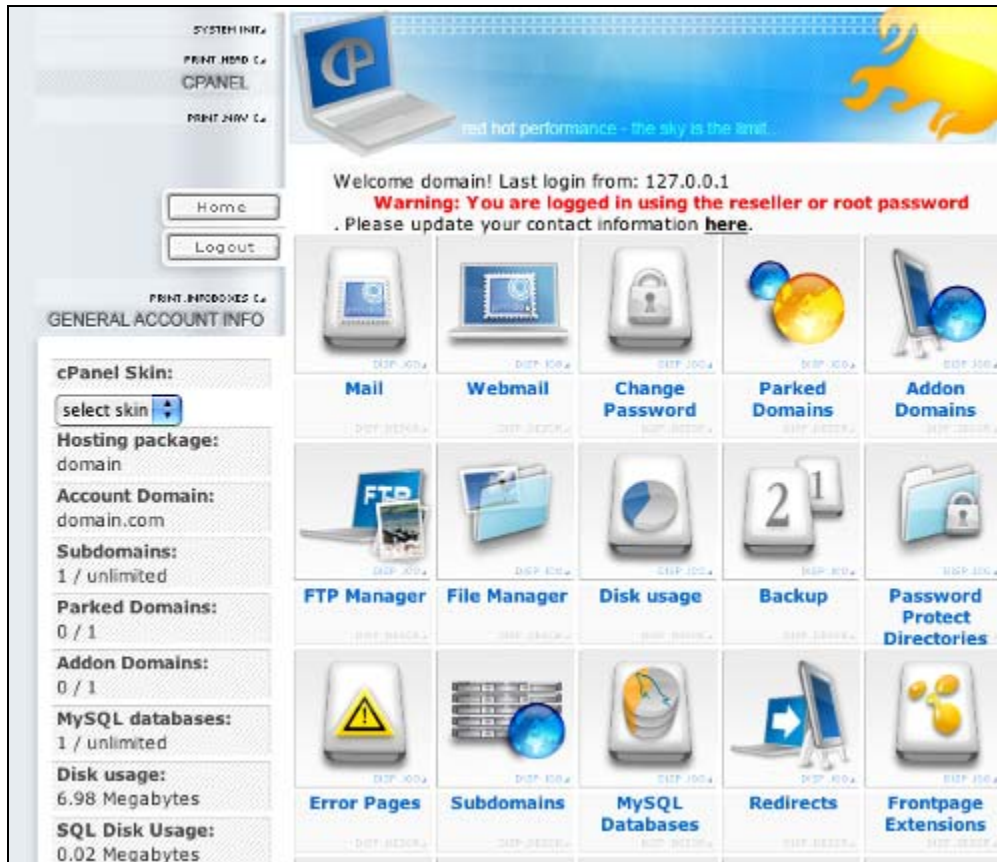 SYSTEM INIT
PRINT HEAD
CPANEL
PRINT NAV
Home
Logout
PRINT INFOBOXES
GENERAL ACCOUNT INFO
cPanel Skin:
select skin
Hosting package:
domain
Account Domain:
domain.com
Subdomains:
1 / unlimited
Parked Domains:
0 / 1
Addon Domains:
0 / 1
MySQL databases:
1 / unlimited
Disk usage:
6.98 Megabytes
SQL Disk Usage:
0.02 Megabytes
red hot performance - the sky is the limit...
Welcome domain! Last login from: 127.0.0.1
Warning: You are logged in using the reseller or root password
. Please update your contact information here.
Mail
Webmail
Change
Password
Parked
Domains
Addon
Domains
FTP
FTP Manager
File Manager
Disk usage
2 1
Backup
Password
Protect
Directories
Error Pages
Subdomains
MySQL
Databases
Redirects
Frontpage
Extensions